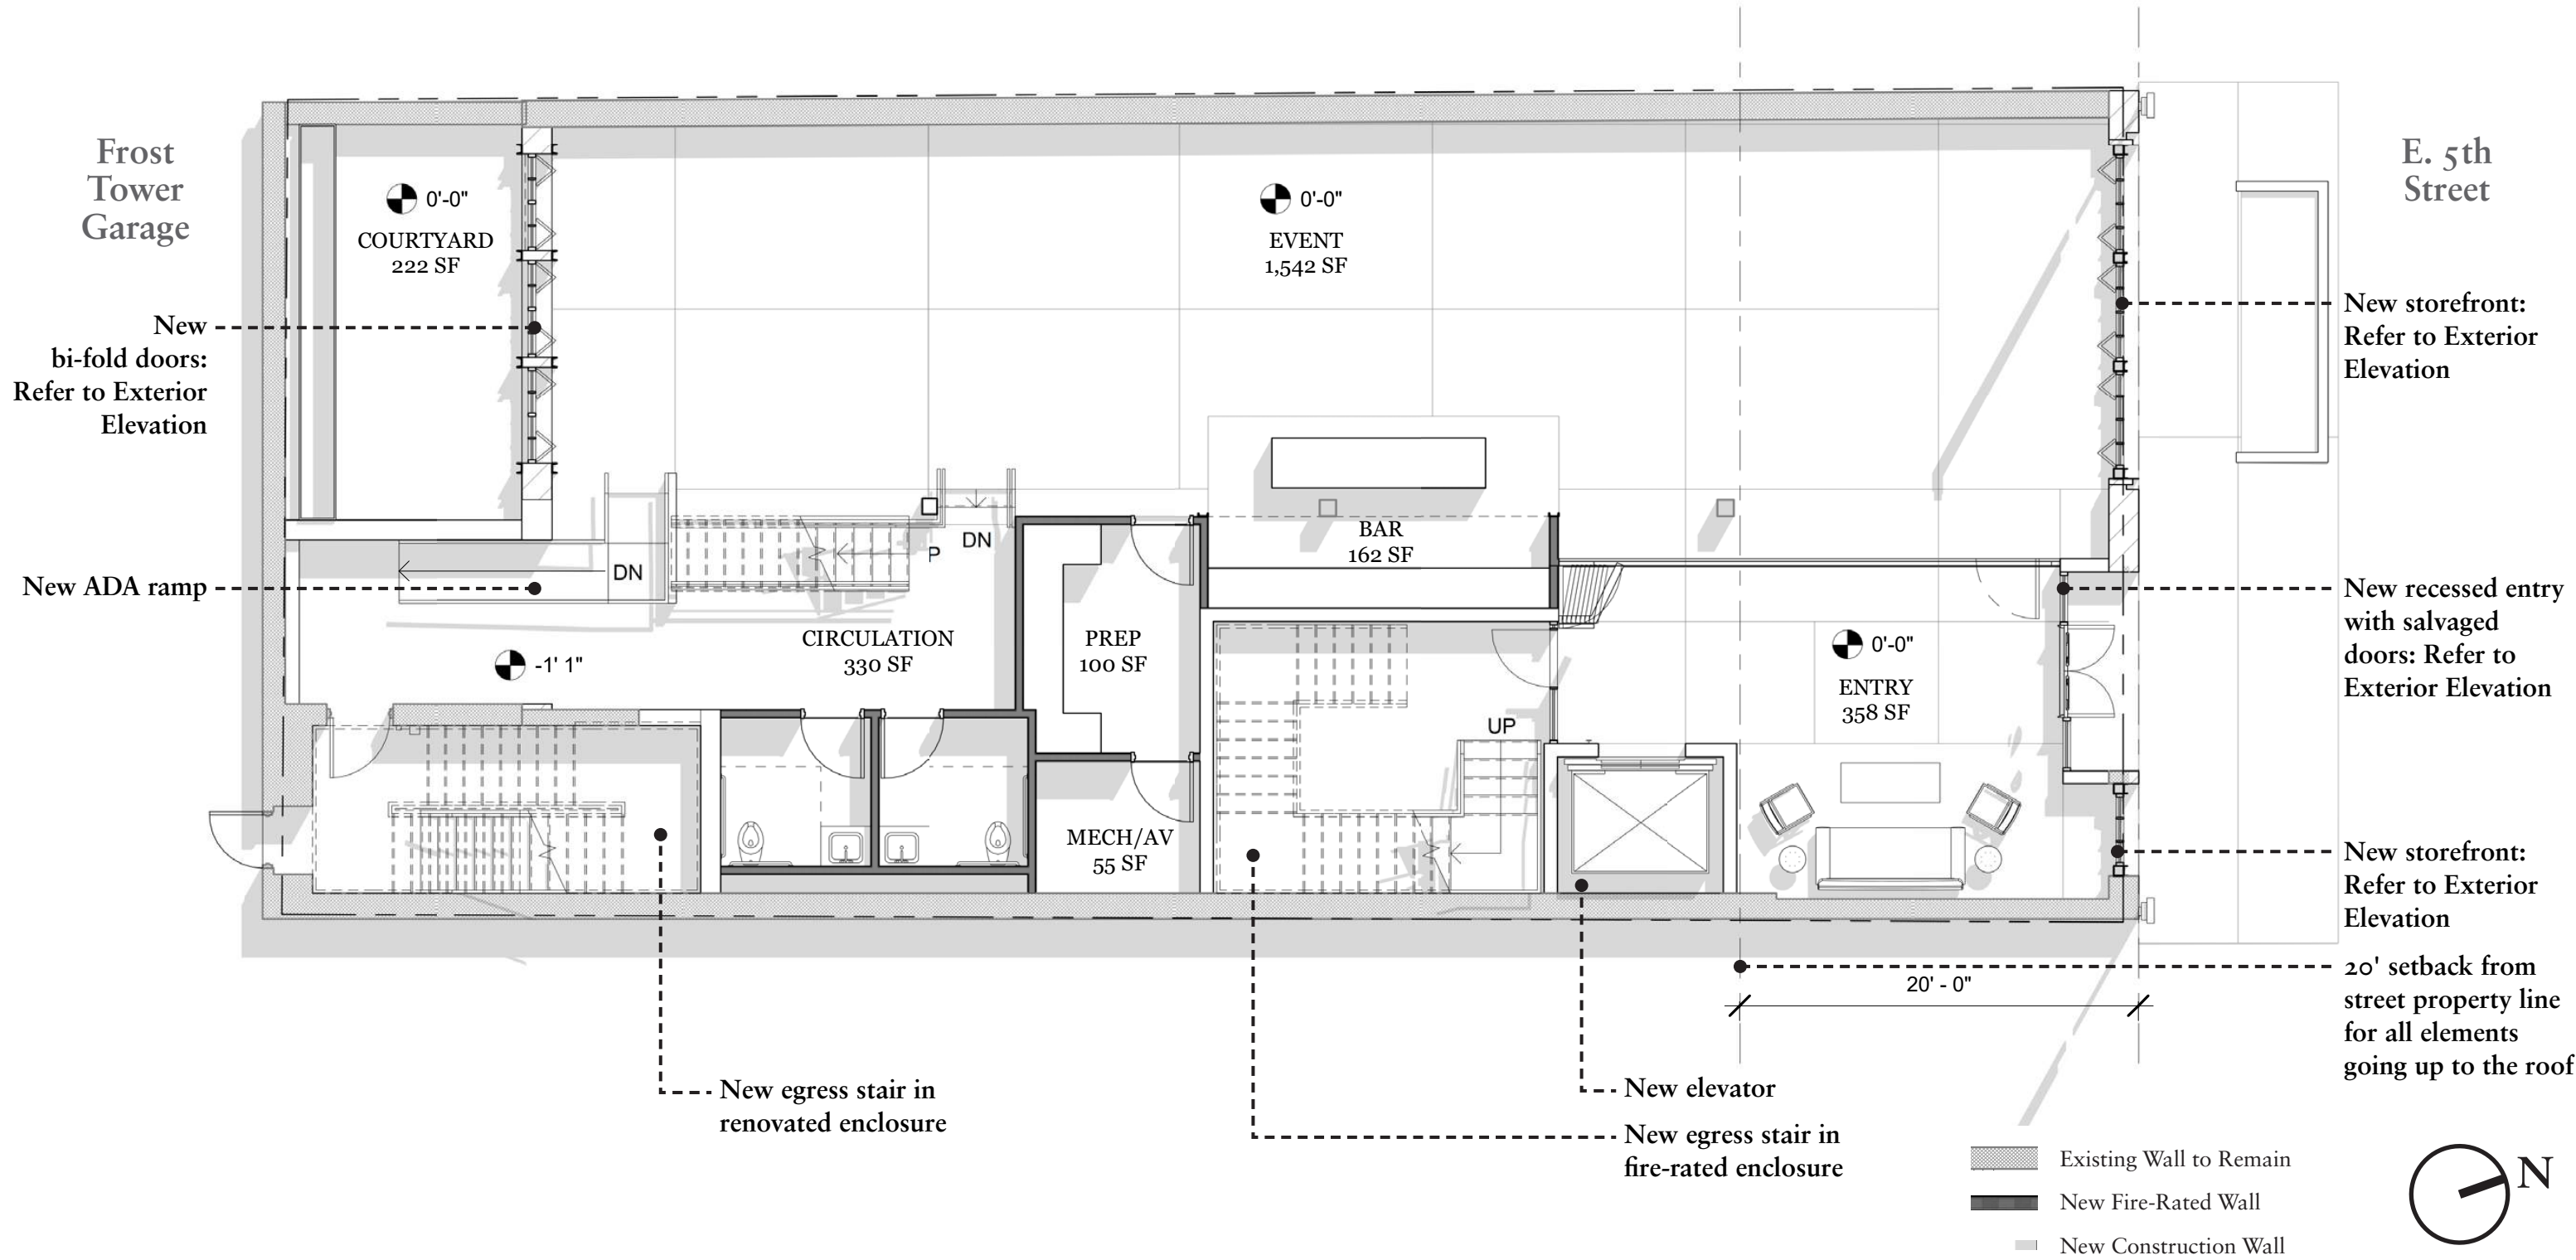 Frost
Tower
Garage
E. 5th
Street
0'-0"
COURTYARD
222 SF
0'-0"
EVENT
1,542 SF
New
bi-fold doors:
Refer to Exterior
Elevation
New storefront:
Refer to Exterior
Elevation
BAR
162 SF
DN
P
DN
New ADA ramp
New recessed entry
with salvaged
doors: Refer to
Exterior Elevation
CIRCULATION
330 SF
-1' 1"
PREP
100 SF
0'-0"
ENTRY
358 SF
UP
MECH/AV
55 SF
New storefront:
Refer to Exterior
Elevation
20' setback from
street property line
for all elements
going up to the roof
20' - 0"
New egress stair in
renovated enclosure
New elevator
New egress stair in
fire-rated enclosure
Existing Wall to Remain
New Fire-Rated Wall
New Construction Wall
N